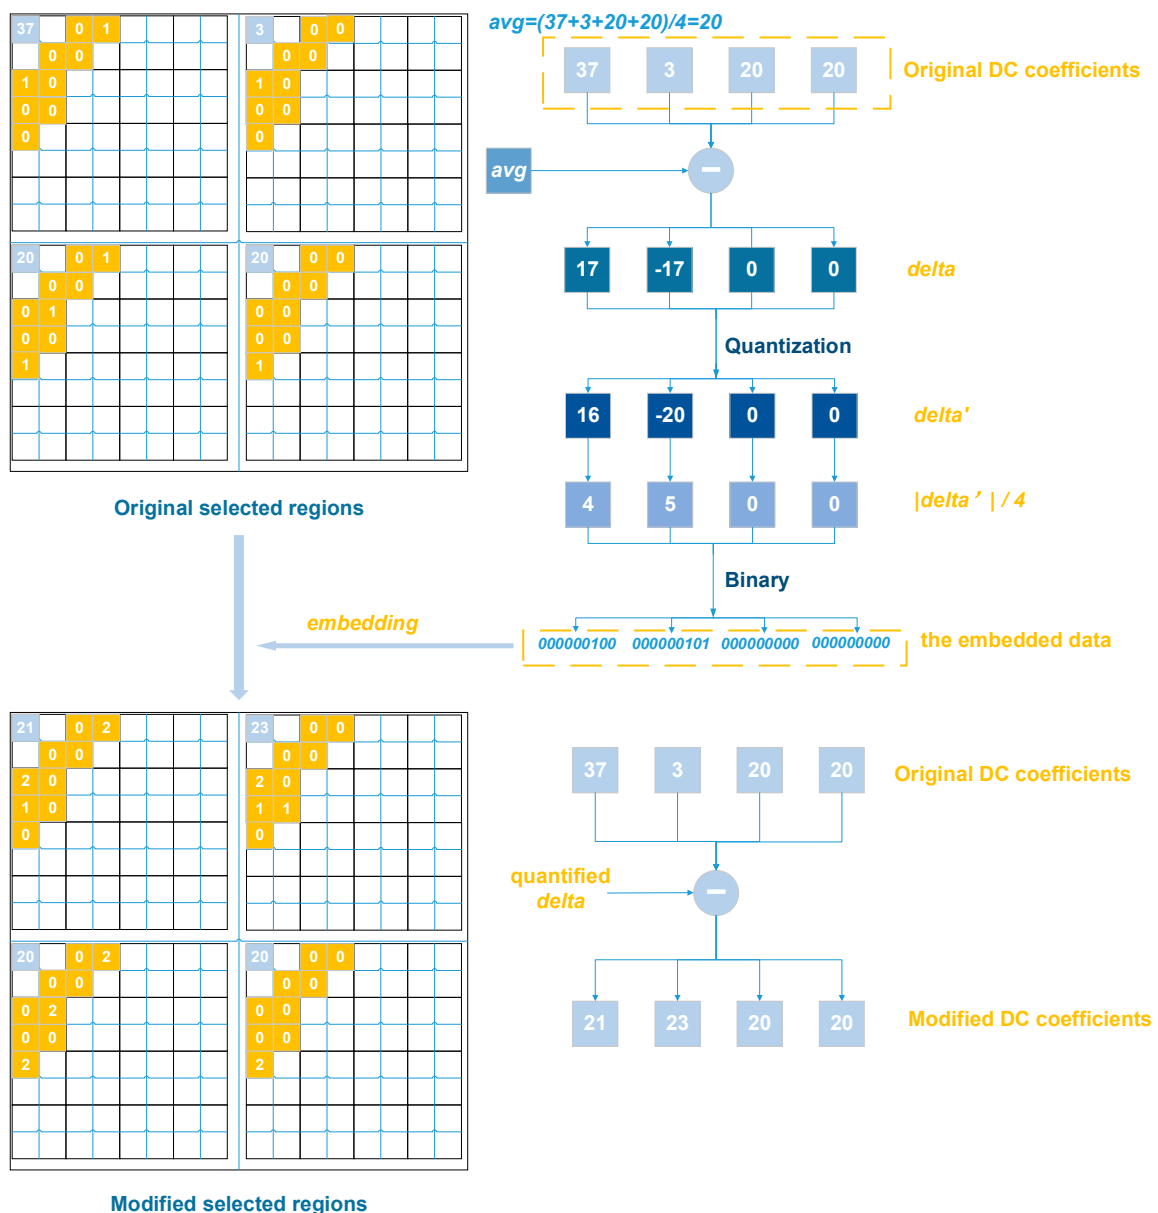 37 0 1
0 0
1 0
0 0
0
3 0 0
0 0
1 0
0 0
0
20 0 1
0 0
0 1
0 0
1
20 0 0
0 0
0 0
0 0
1
Original selected regions
avg=(37+3+20+20)/4=20
37 3 20 20
Original DC coefficients
avg
−
17 -17 0 0
delta
Quantization
16 -20 0 0
delta'
4 5 0 0
|delta’ | / 4
Binary
000000100 000000101 000000000 000000000
the embedded data
embedding
21 0 2
0 0
2 0
1 0
0
23 0 0
0 0
2 0
1 1
0
20 0 2
0 0
0 2
0 0
2
20 0 0
0 0
0 0
0 0
2
Modified selected regions
37 3 20 20
Original DC coefficients
quantified
delta
−
21 23 20 20
Modified DC coefficients